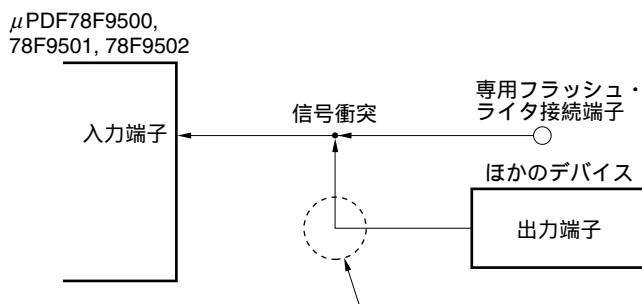 μPDF78F9500,
78F9501, 78F9502
専用フラッシュ・
ライタ接続端子
信号衝突
入力端子
ほかのデバイス
出力端子